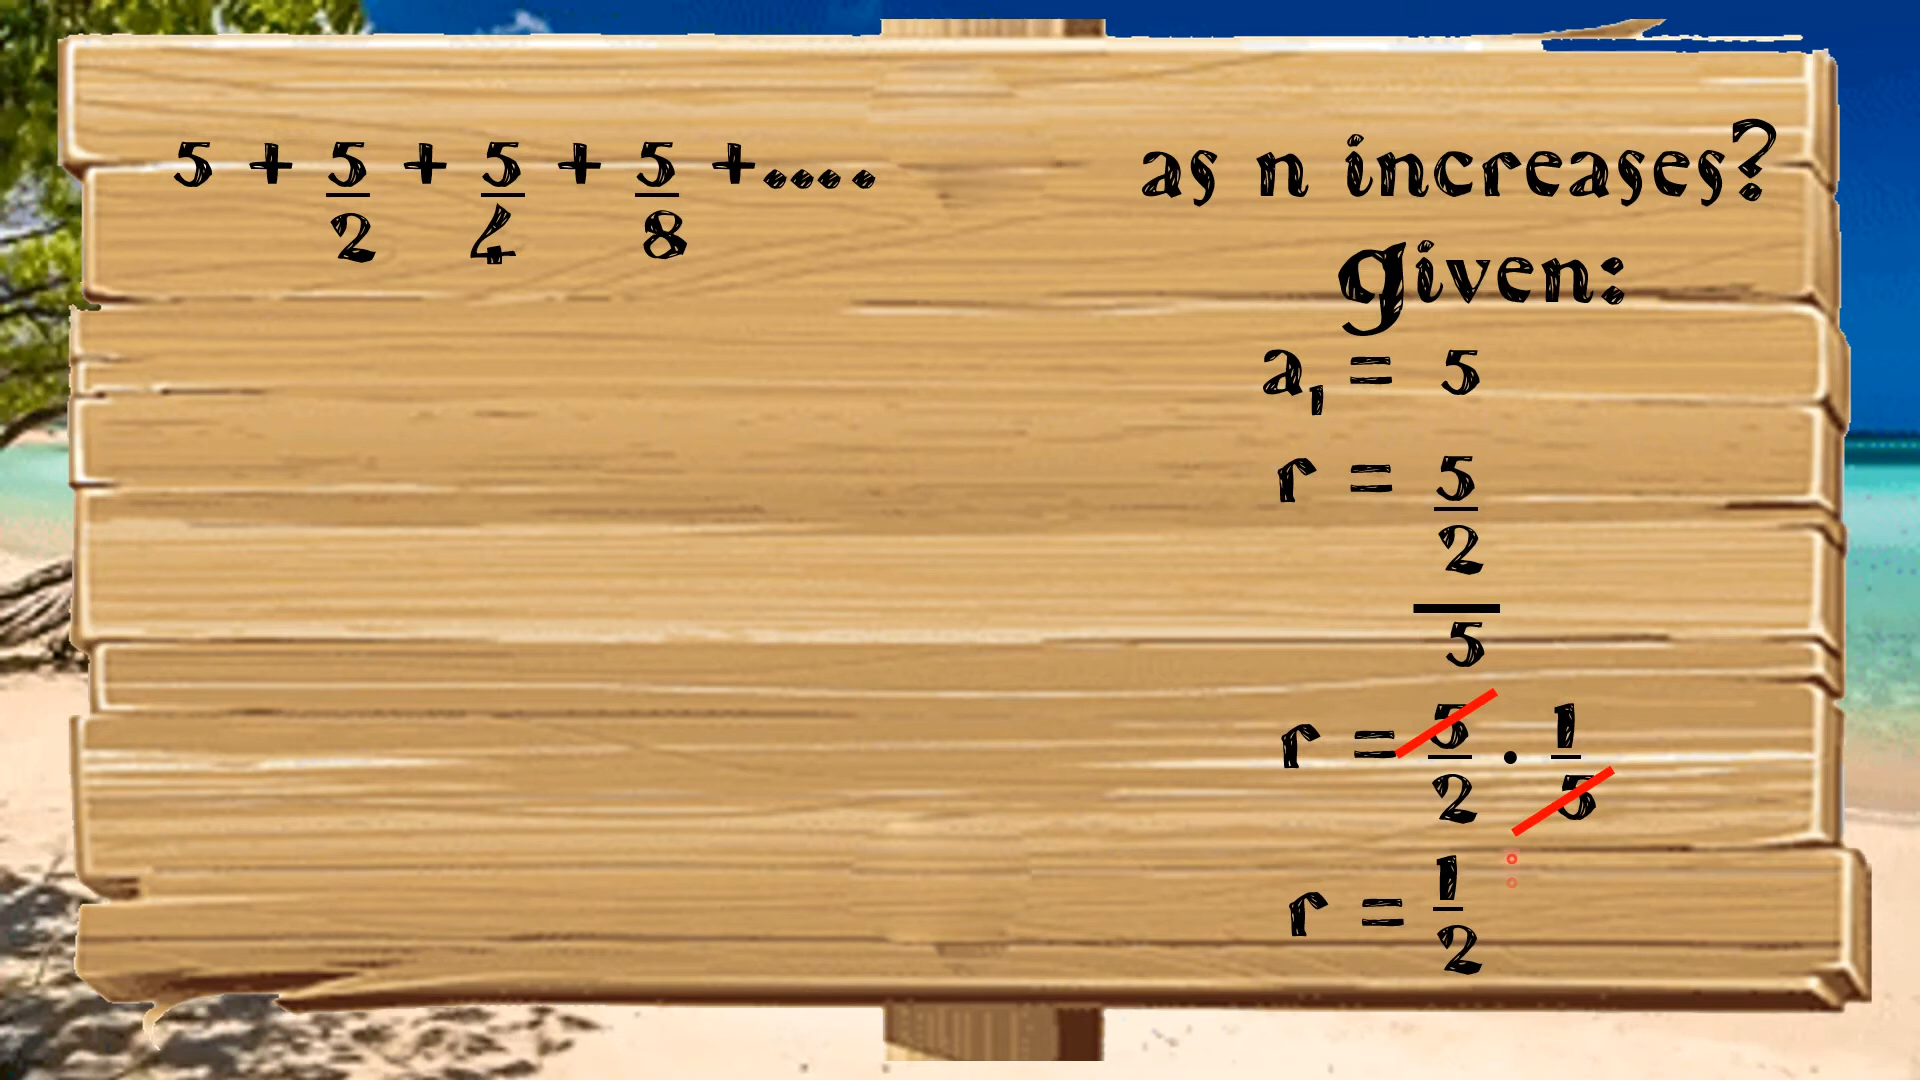 5 + 5/2 + 5/4 + 5/8 +....
as n increases?
given:
a₁ = 5
r = 5/2
5
r = 5/2 · 1/5
r = 1/2